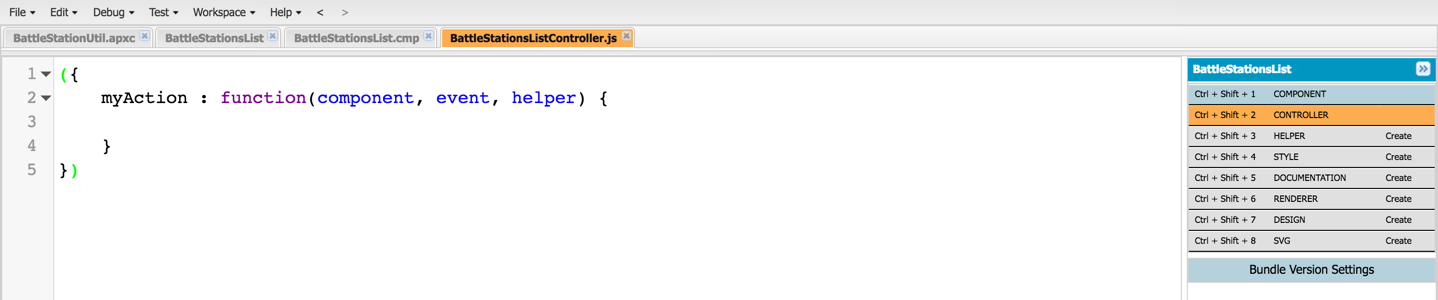 File Edit Debug Test Workspace Help < >
BattleStationUtil.apxc BattleStationsList BattleStationsList.cmp BattleStationsListController.js
1 ({
2 myAction : function(component, event, helper) {
3
4 }
5 })
BattleStationsList
Ctrl + Shift + 1 COMPONENT
Ctrl + Shift + 2 CONTROLLER
Ctrl + Shift + 3 HELPER Create
Ctrl + Shift + 4 STYLE Create
Ctrl + Shift + 5 DOCUMENTATION Create
Ctrl + Shift + 6 RENDERER Create
Ctrl + Shift + 7 DESIGN Create
Ctrl + Shift + 8 SVG Create
Bundle Version Settings